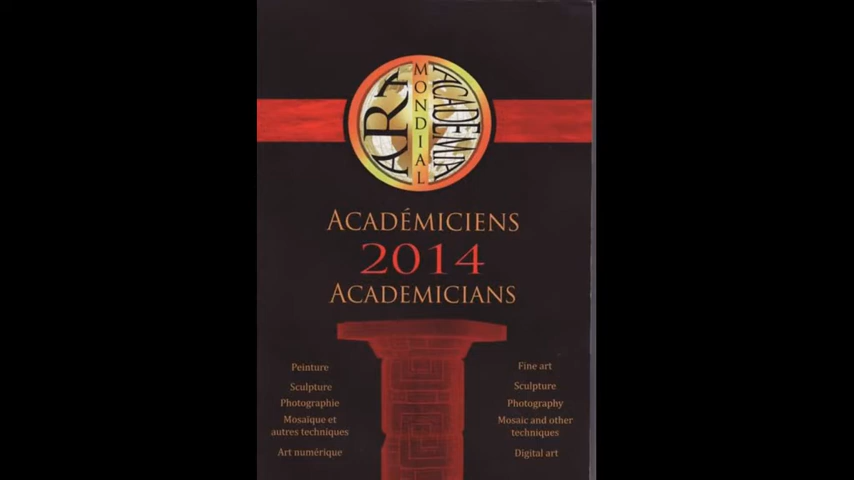 ART
MONDIAL
ACADEMIA
ACADÉMICIENS
2014
ACADEMICIANS
Peinture
Sculpture
Photographie
Mosaïque et
autres techniques
Art numérique
Fine art
Sculpture
Photography
Mosaic and other
techniques
Digital art